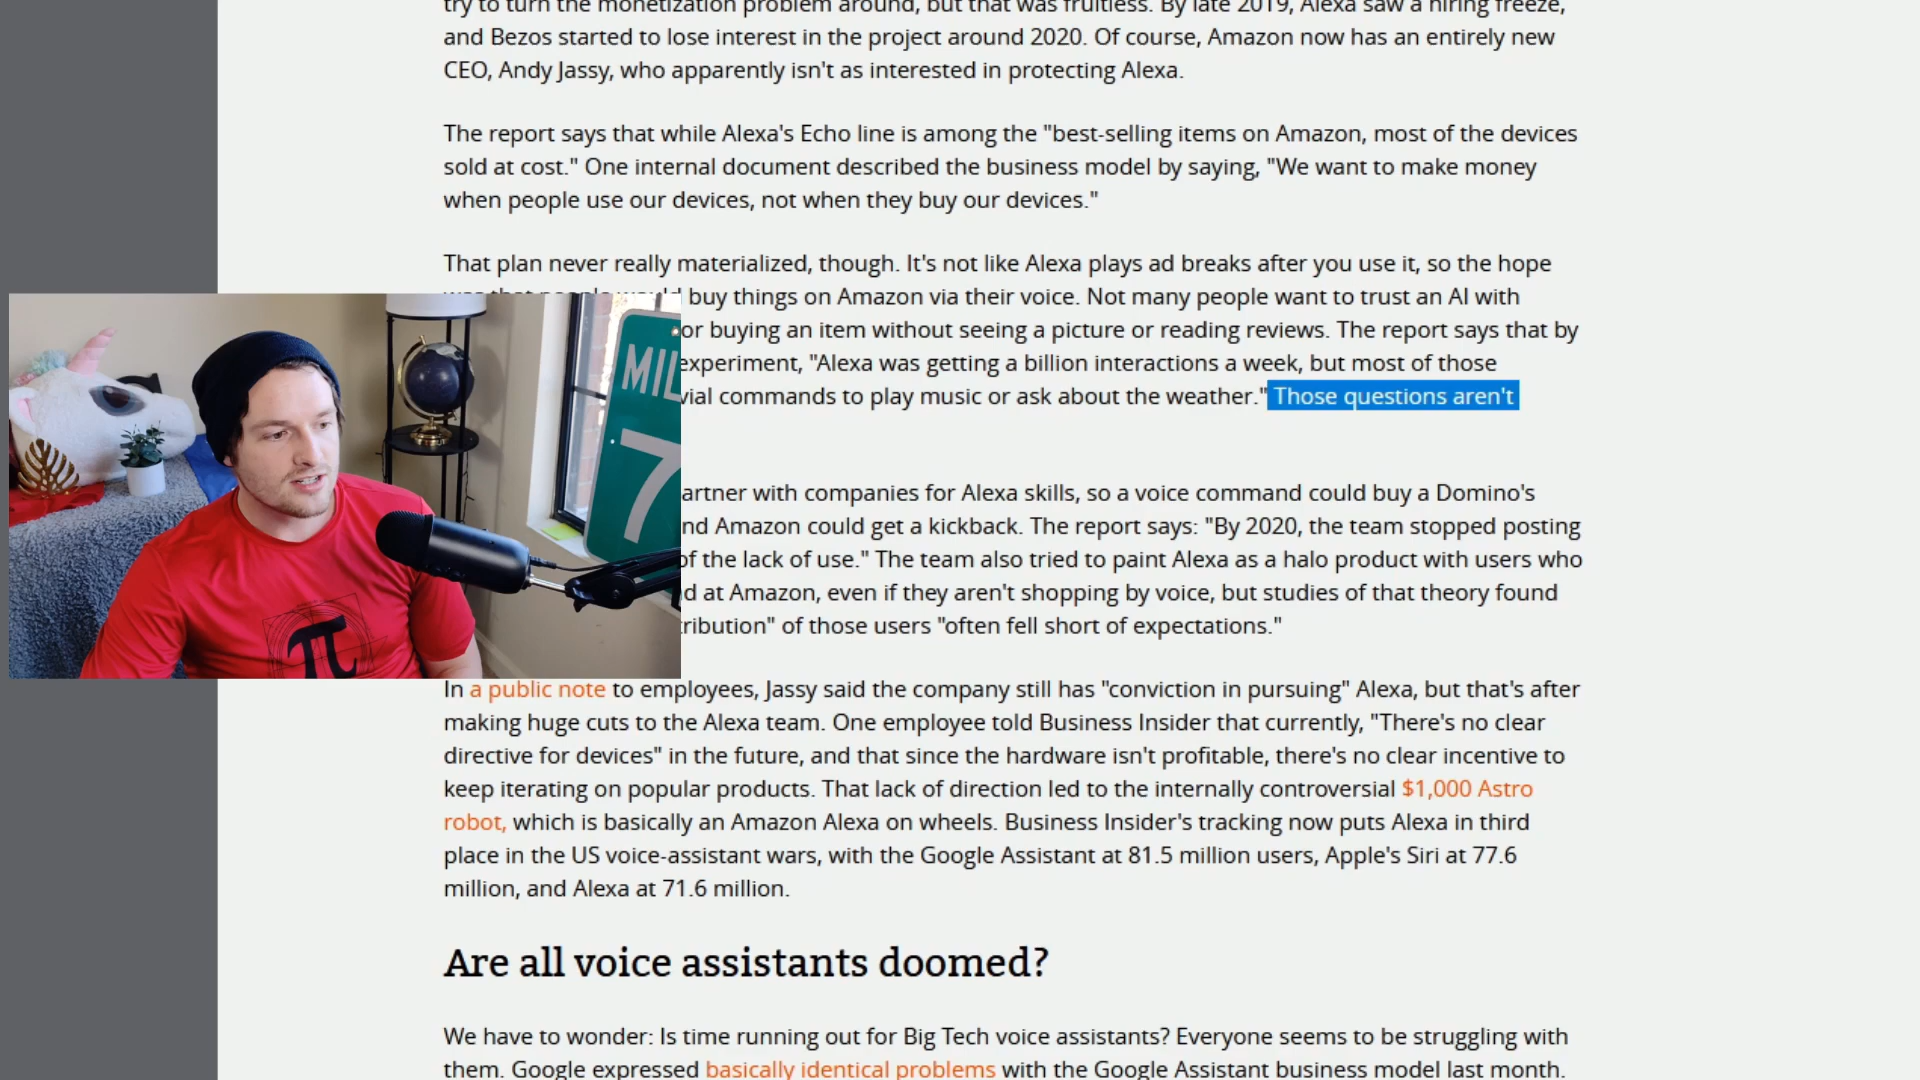 try to turn the monetization problem around, but that was fruitless. By late 2019, Alexa saw a hiring freeze,
and Bezos started to lose interest in the project around 2020. Of course, Amazon now has an entirely new
CEO, Andy Jassy, who apparently isn't as interested in protecting Alexa.
The report says that while Alexa's Echo line is among the "best-selling items on Amazon, most of the devices
sold at cost." One internal document described the business model by saying, "We want to make money
when people use our devices, not when they buy our devices."
That plan never really materialized, though. It's not like Alexa plays ad breaks after you use it, so the hope
was that people would buy things on Amazon via their voice. Not many people want to trust an AI with
or buying an item without seeing a picture or reading reviews. The report says that by
experiment, "Alexa was getting a billion interactions a week, but most of those
vial commands to play music or ask about the weather." Those questions aren't
artner with companies for Alexa skills, so a voice command could buy a Domino's
nd Amazon could get a kickback. The report says: "By 2020, the team stopped posting
of the lack of use." The team also tried to paint Alexa as a halo product with users who
d at Amazon, even if they aren't shopping by voice, but studies of that theory found
tribution" of those users "often fell short of expectations."
MIL
7
π
In a public note to employees, Jassy said the company still has "conviction in pursuing" Alexa, but that's after
making huge cuts to the Alexa team. One employee told Business Insider that currently, "There's no clear
directive for devices" in the future, and that since the hardware isn't profitable, there's no clear incentive to
keep iterating on popular products. That lack of direction led to the internally controversial $1,000 Astro
robot, which is basically an Amazon Alexa on wheels. Business Insider's tracking now puts Alexa in third
place in the US voice-assistant wars, with the Google Assistant at 81.5 million users, Apple's Siri at 77.6
million, and Alexa at 71.6 million.
Are all voice assistants doomed?
We have to wonder: Is time running out for Big Tech voice assistants? Everyone seems to be struggling with
them. Google expressed basically identical problems with the Google Assistant business model last month.